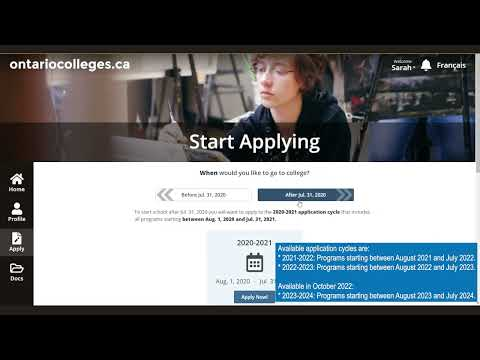 ontariocolleges.ca
Welcome
Sarah
Français
Start Applying
Home
Profile
Apply
Docs
When would you like to go to college?
Before Jul. 31, 2020
After Jul. 31, 2020
To start school after Jul. 31, 2020 you will want to apply to the 2020-2021 application cycle that includes
all programs starting between Aug. 1, 2020 and Jul. 31, 2021.
2020-2021
Aug. 1, 2020 - Jul. 3
Apply Now!
Available application cycles are:
* 2021-2022: Programs starting between August 2021 and July 2022.
* 2022-2023: Programs starting between August 2022 and July 2023.
Available in October 2022:
* 2023-2024: Programs starting between August 2023 and July 2024.